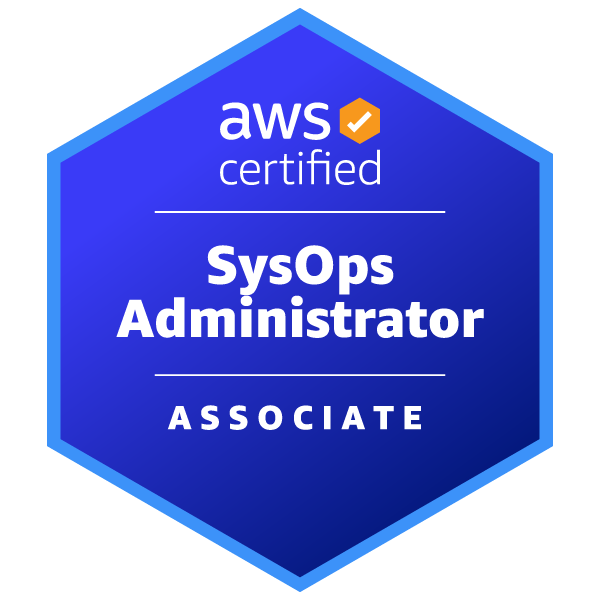 aws
certified
SysOps
Administrator
ASSOCIATE